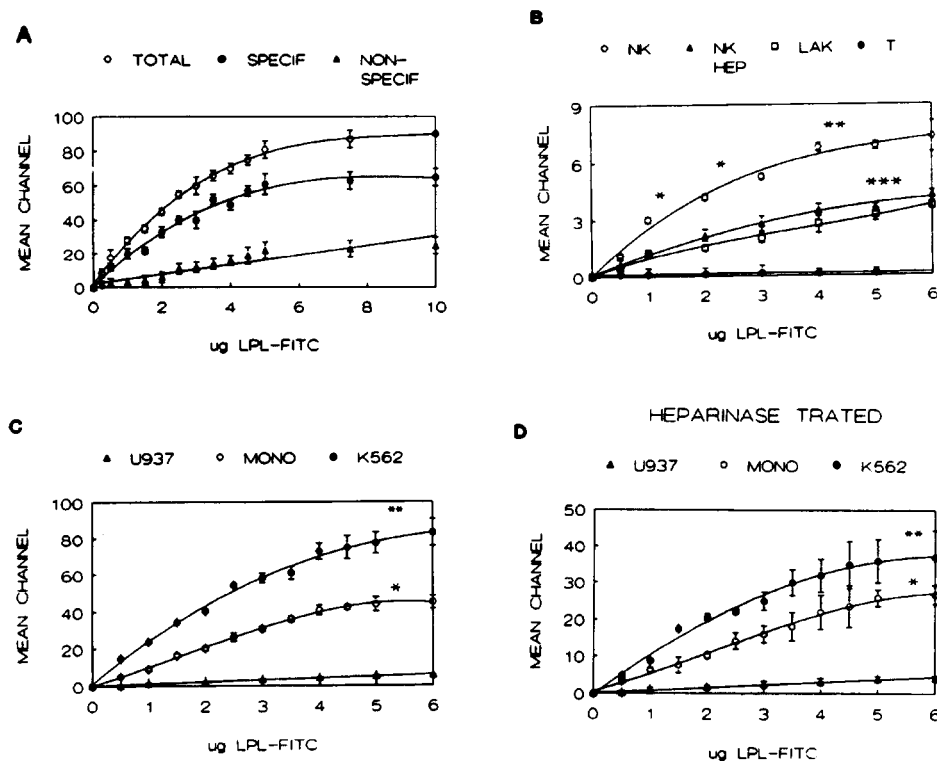 A
TOTAL SPECIF NON-
SPECIF
MEAN CHANNEL
100
80
60
40
20
0
0 2 4 6 8 10
ug LPL-FITC
B
NK NK LAK T
HEP
MEAN CHANNEL
9
6
3
0
* * ** ***
0 1 2 3 4 5 6
ug LPL-FITC
C
U937 MONO K562
MEAN CHANNEL
100
80
60
40
20
0
**
*
0 1 2 3 4 5 6
ug LPL-FITC
HEPARINASE TRATED
D
U937 MONO K562
MEAN CHANNEL
50
40
30
20
10
0
**
*
0 1 2 3 4 5 6
ug LPL-FITC